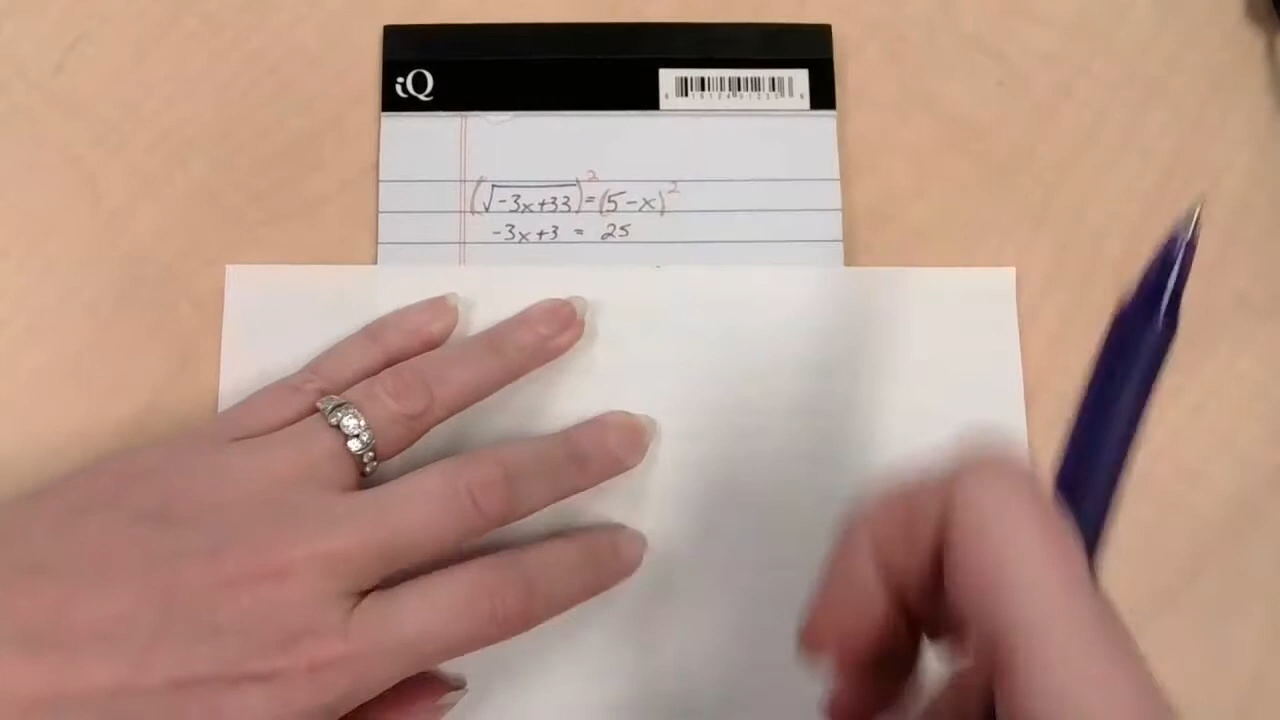 iQ
(√-3x+33)² = (5-x)²
-3x+3 = 25